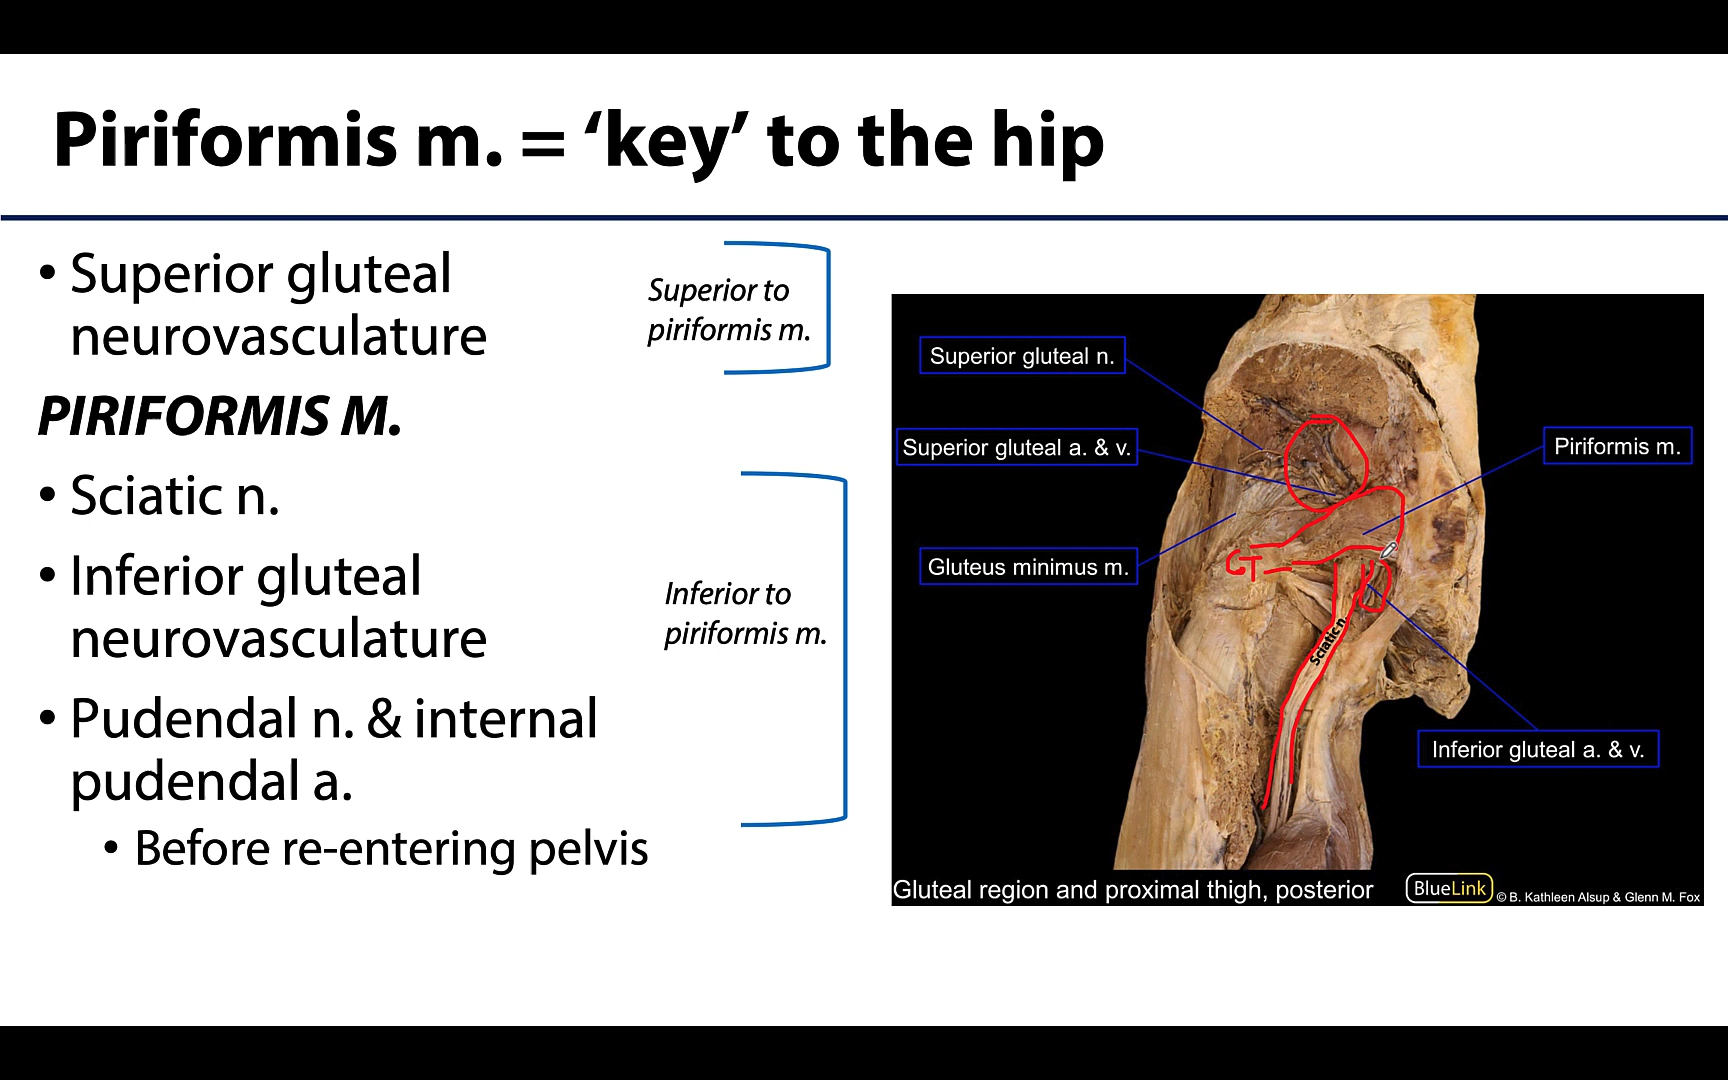 Piriformis m. = ‘key’ to the hip
• Superior gluteal
neurovasculature
Superior to
piriformis m.
PIRIFORMIS M.
• Sciatic n.
• Inferior gluteal
neurovasculature
Inferior to
piriformis m.
• Pudendal n. & internal
pudendal a.
• Before re-entering pelvis
Superior gluteal n.
Superior gluteal a. & v.
Piriformis m.
Gluteus minimus m.
GT
Sciatic n.
Inferior gluteal a. & v.
Gluteal region and proximal thigh, posterior
BlueLink
© B. Kathleen Alsup & Glenn M. Fox